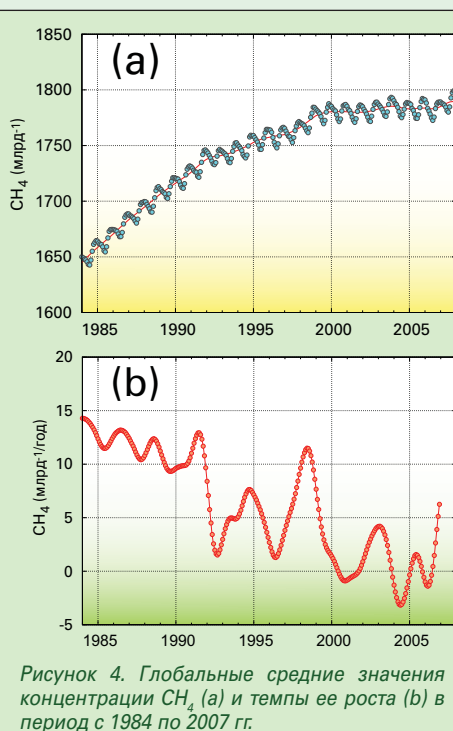 (a)
CH₄ (млрд⁻¹)
1850
1800
1750
1700
1650
1600
1985 1990 1995 2000 2005
(b)
CH₄ (млрд⁻¹/год)
20
15
10
5
0
-5
1985 1990 1995 2000 2005
Рисунок 4. Глобальные средние значения
концентрации CH₄ (a) и темпы ее роста (b) в
период с 1984 по 2007 гг.